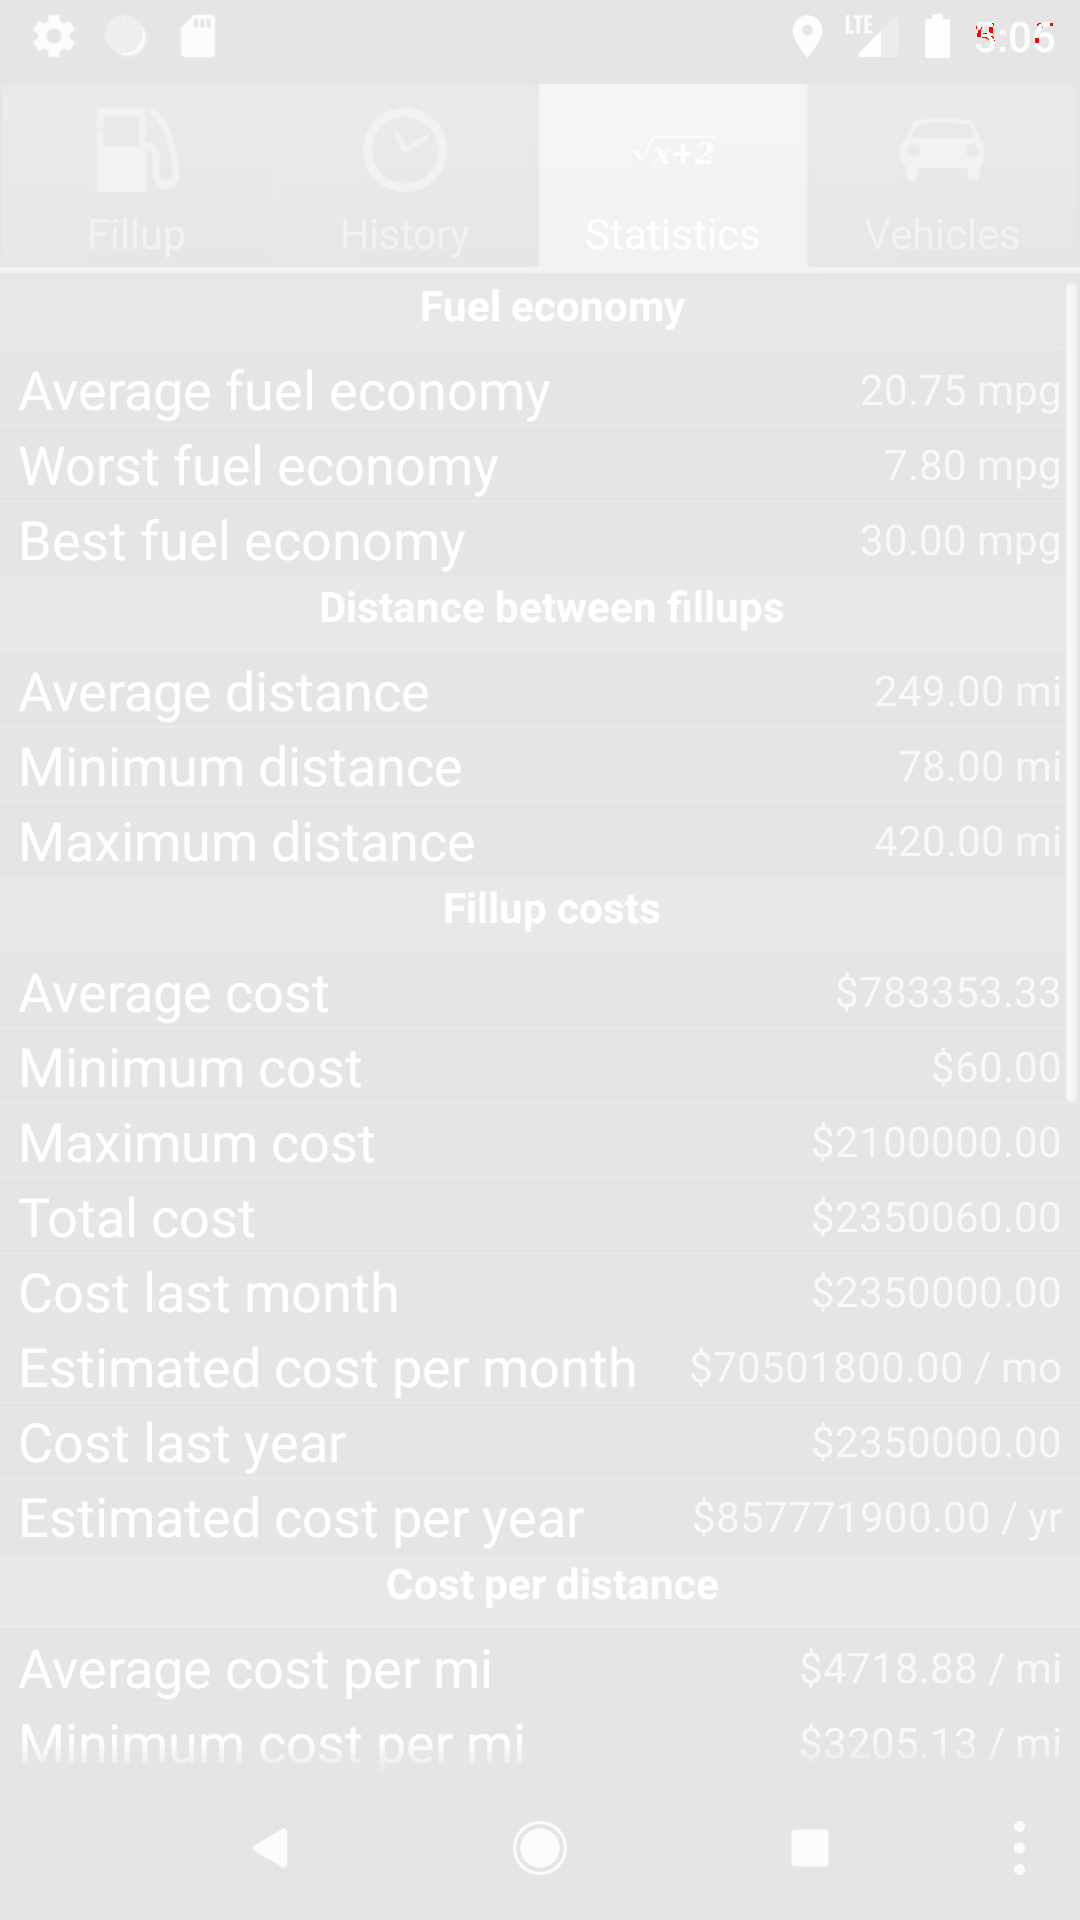 LTE 5:06
√x+2
Fillup History Statistics Vehicles
Fuel economy
Average fuel economy 20.75 mpg
Worst fuel economy 7.80 mpg
Best fuel economy 30.00 mpg
Distance between fillups
Average distance 249.00 mi
Minimum distance 78.00 mi
Maximum distance 420.00 mi
Fillup costs
Average cost $783353.33
Minimum cost $60.00
Maximum cost $2100000.00
Total cost $2350060.00
Cost last month $2350000.00
Estimated cost per month $70501800.00 / mo
Cost last year $2350000.00
Estimated cost per year $857771900.00 / yr
Cost per distance
Average cost per mi $4718.88 / mi
Minimum cost per mi $3205.13 / mi